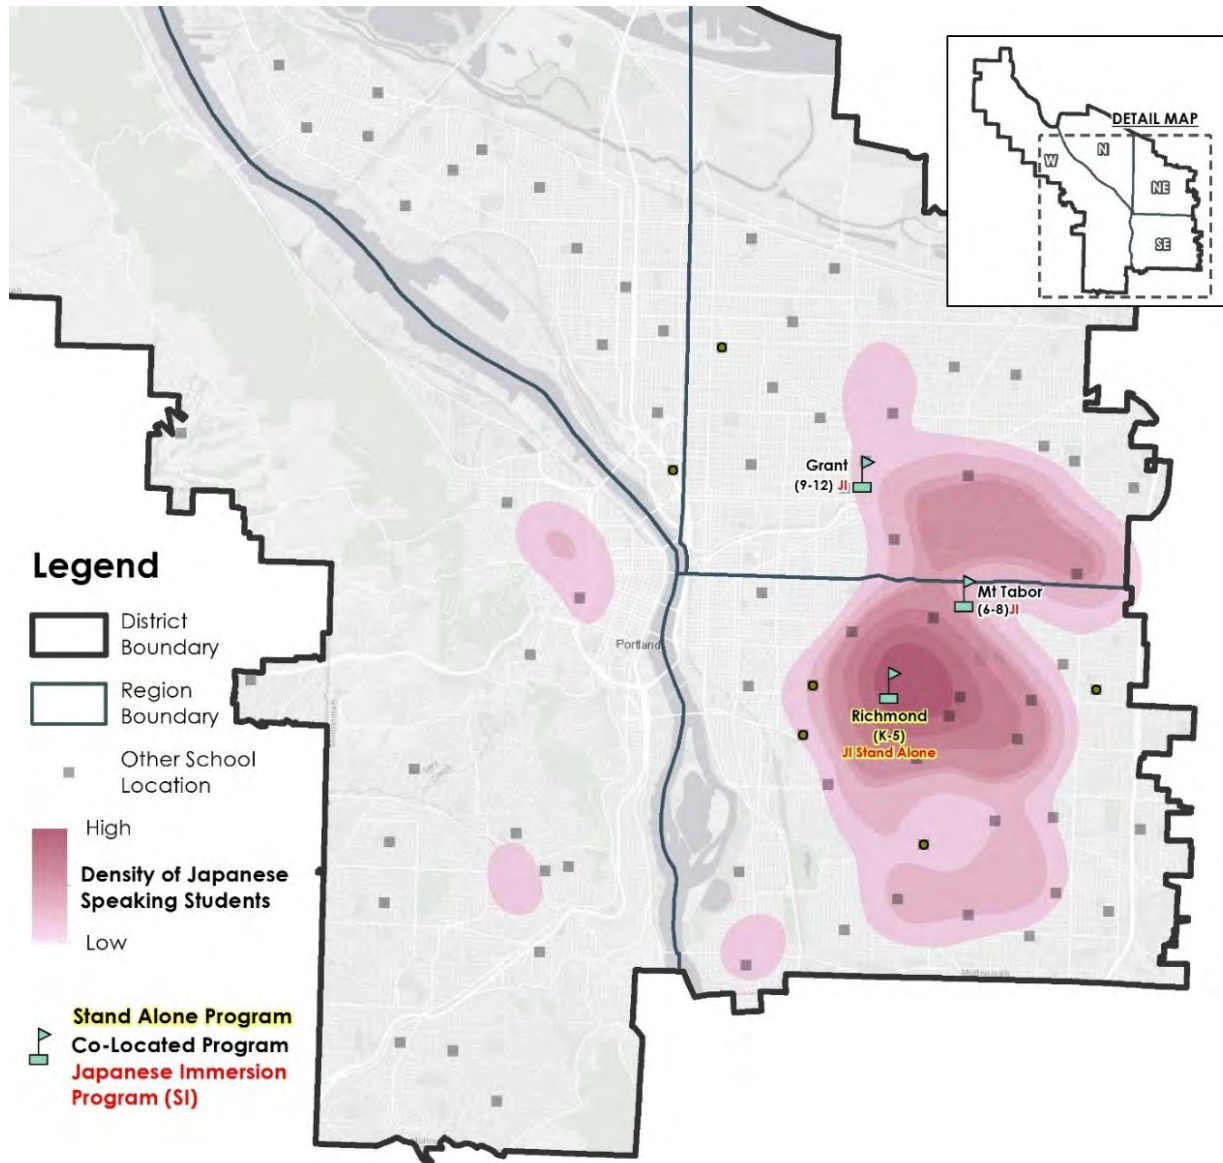 DETAIL MAP
N
W
NE
SE
Grant
(9-12) JI
Mt Tabor
(6-8)JI
Portland
Richmond
(K-5)
JI Stand Alone
Legend
District
Boundary
Region
Boundary
Other School
Location
High
Density of Japanese
Speaking Students
Low
Stand Alone Program
Co-Located Program
Japanese Immersion
Program (SI)
Multnomah